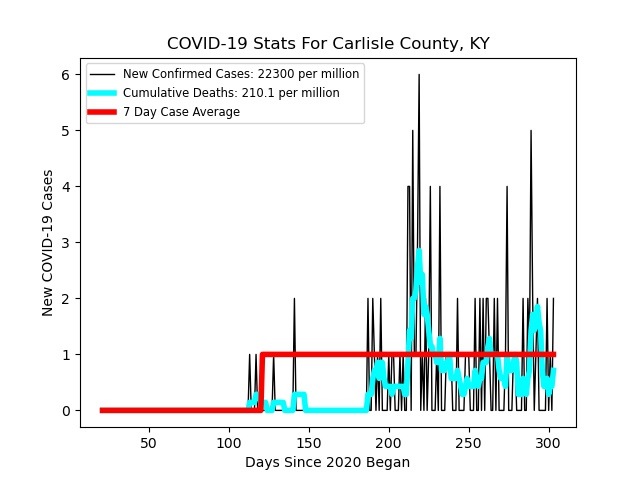 COVID-19 Stats For Carlisle County, KY
New Confirmed Cases: 22300 per million
Cumulative Deaths: 210.1 per million
7 Day Case Average
New COVID-19 Cases
6
5
4
3
2
1
0
50 100 150 200 250 300
Days Since 2020 Began